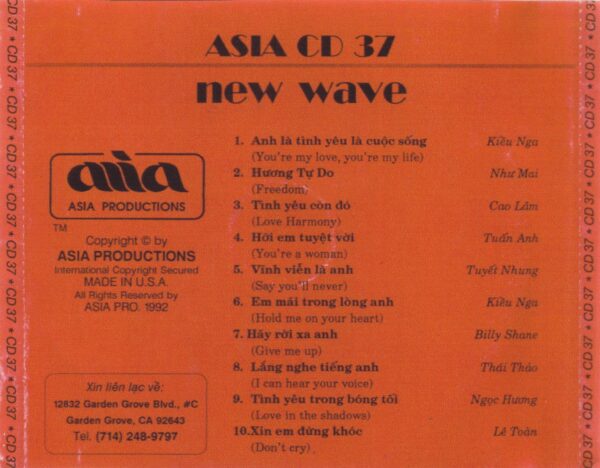 ASIA CD 37
new wave
1. Anh là tình yêu là cuộc sống Kiều Nga
(You're my love, you're my life)
2. Hương Tự Do Như Mai
(Freedom)
3. Tình yêu còn đó Cao Lâm
(Love Harmony)
4. Hỡi em tuyệt vời Tuấn Anh
(You're a woman)
5. Vĩnh viễn là anh Tuyết Nhung
(Say you'll never)
6. Em mãi trong lòng anh Kiều Nga
(Hold me on your heart)
7. Hãy rời xa anh Billy Shane
(Give me up)
8. Lắng nghe tiếng anh Thái Thảo
(I can hear your voice)
9. Tình yêu trong bóng tối Ngọc Hương
(Love in the shadows)
10.Xin em đừng khóc Lê Toàn
(Don't cry)
asia
ASIA PRODUCTIONS
TM
Copyright © by
ASIA PRODUCTIONS
International Copyright Secured
MADE IN U.S.A.
All Rights Reserved by
ASIA PRO. 1992
Xin liên lạc về:
12832 Garden Grove Blvd., #C
Garden Grove, CA 92643
Tel. (714) 248-9797
CD 37 * CD 37 * CD 37 * CD 37 * CD 37 * CD 37 * CD 37
CD 37 * CD 37 * CD 37 * CD 37 * CD 37 * CD 37 * CD 37